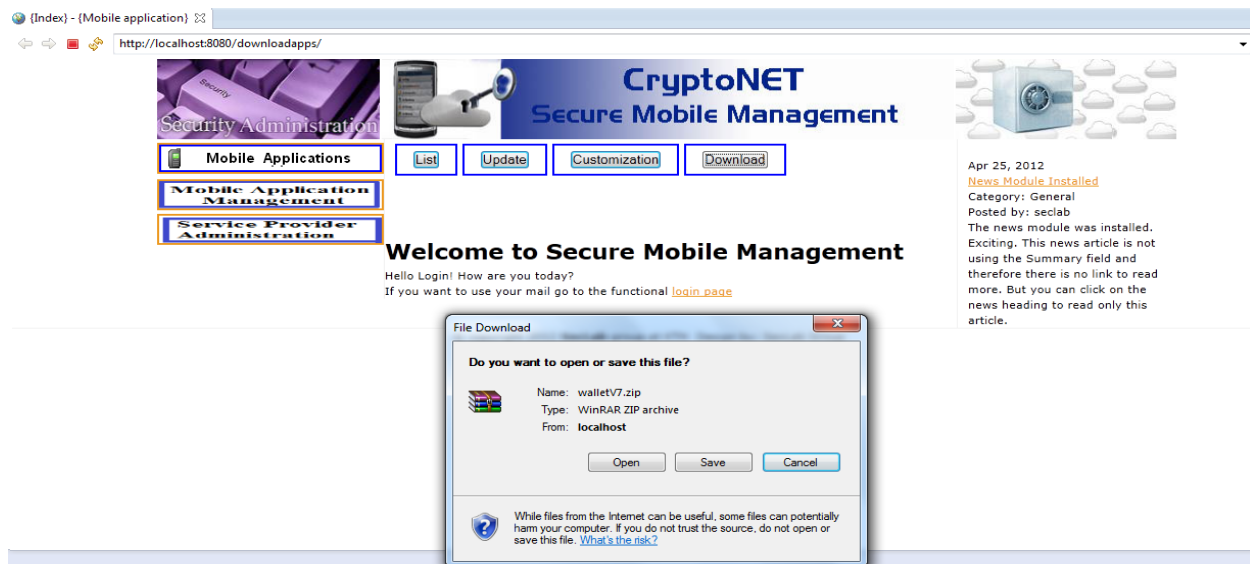 {Index} - {Mobile application}
http://localhost:8080/downloadapps/
Security
Security Administration
CryptoNET
Secure Mobile Management
Mobile Applications
List
Update
Customization
Download
Mobile Application
Management
Service Provider
Administration
Welcome to Secure Mobile Management
Hello Login! How are you today?
If you want to use your mail go to the functional login page
Apr 25, 2012
News Module Installed
Category: General
Posted by: seclab
The news module was installed.
Exciting. This news article is not
using the Summary field and
therefore there is no link to read
more. But you can click on the
news heading to read only this
article.
File Download
Do you want to open or save this file?
Name: walletV7.zip
Type: WinRAR ZIP archive
From: localhost
Open
Save
Cancel
While files from the Internet can be useful, some files can potentially
harm your computer. If you do not trust the source, do not open or
save this file. What's the risk?